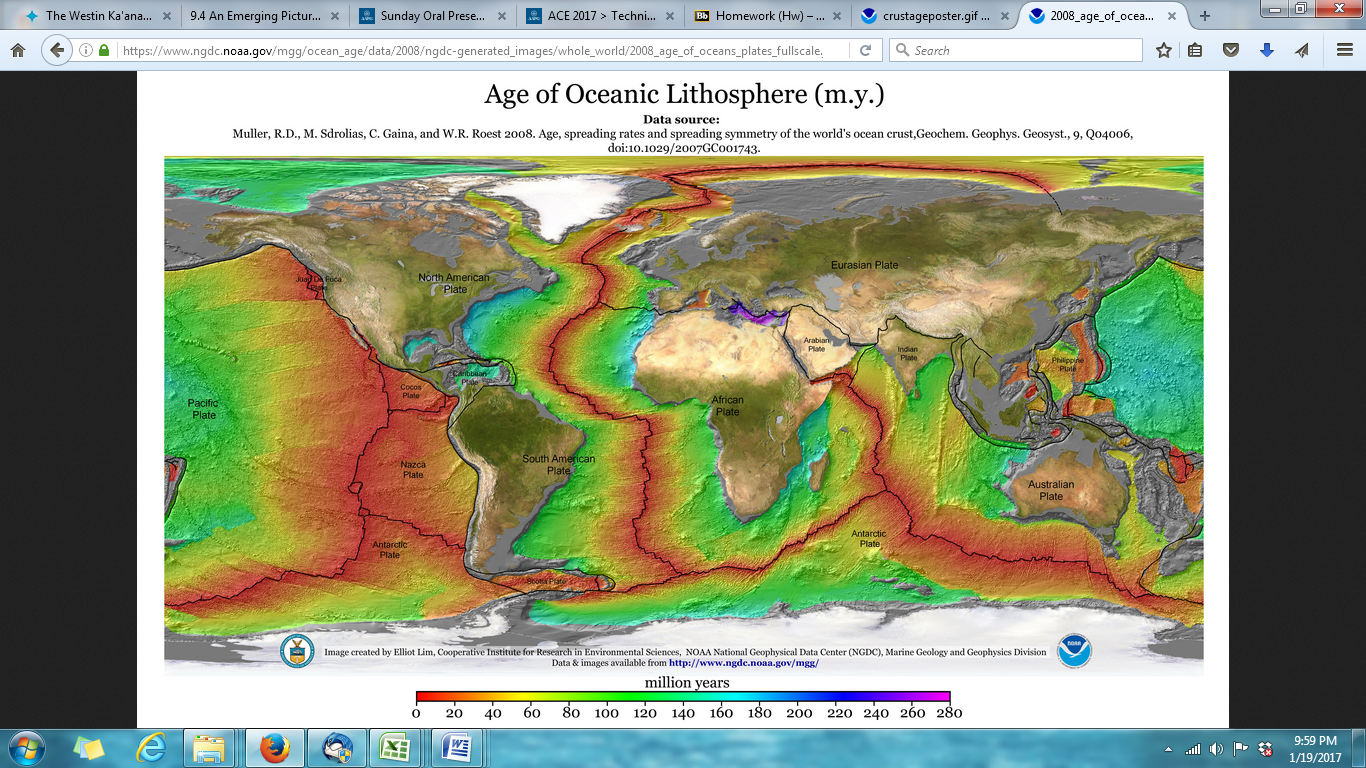 The Westin Ka'ana...
9.4 An Emerging Pictur...
Sunday Oral Prese...
ACE 2017 > Techni...
Bb Homework (Hw) – ...
crustageposter.gif ...
2008_age_of_ocea...
https://www.ngdc.noaa.gov/mgg/ocean_age/data/2008/ngdc-generated_images/whole_world/2008_age_of_oceans_plates_fullscale.
Search
Age of Oceanic Lithosphere (m.y.)
Data source:
Muller, R.D., M. Sdrolias, C. Gaina, and W.R. Roest 2008. Age, spreading rates and spreading symmetry of the world's ocean crust,Geochem. Geophys. Geosyst., 9, Q04006,
doi:10.1029/2007GC001743.
Eurasian Plate
North American
Plate
Juan De Fuca
Plate
Arabian
Plate
Indian
Plate
Philippine
Plate
Caribbean
Plate
Cocos
Plate
Pacific
Plate
African
Plate
South American
Plate
Nazca
Plate
Australian
Plate
Antarctic
Plate
Antarctic
Plate
Scotia Plate
Image created by Elliot Lim, Cooperative Institute for Research in Environmental Sciences, NOAA National Geophysical Data Center (NGDC), Marine Geology and Geophysics Division
Data & images available from http://www.ngdc.noaa.gov/mgg/
NOAA
million years
0 20 40 60 80 100 120 140 160 180 200 220 240 260 280
9:59 PM
1/19/2017